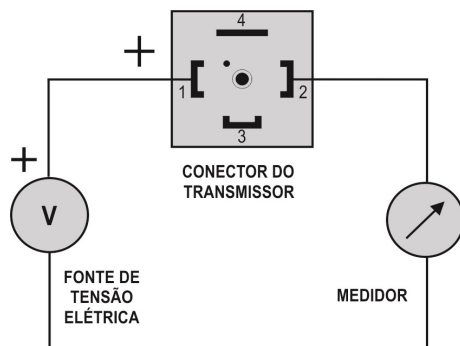 4
+
1
2
3
+
CONECTOR DO
TRANSMISSOR
V
FONTE DE
TENSÃO
ELÉTRICA
MEDIDOR